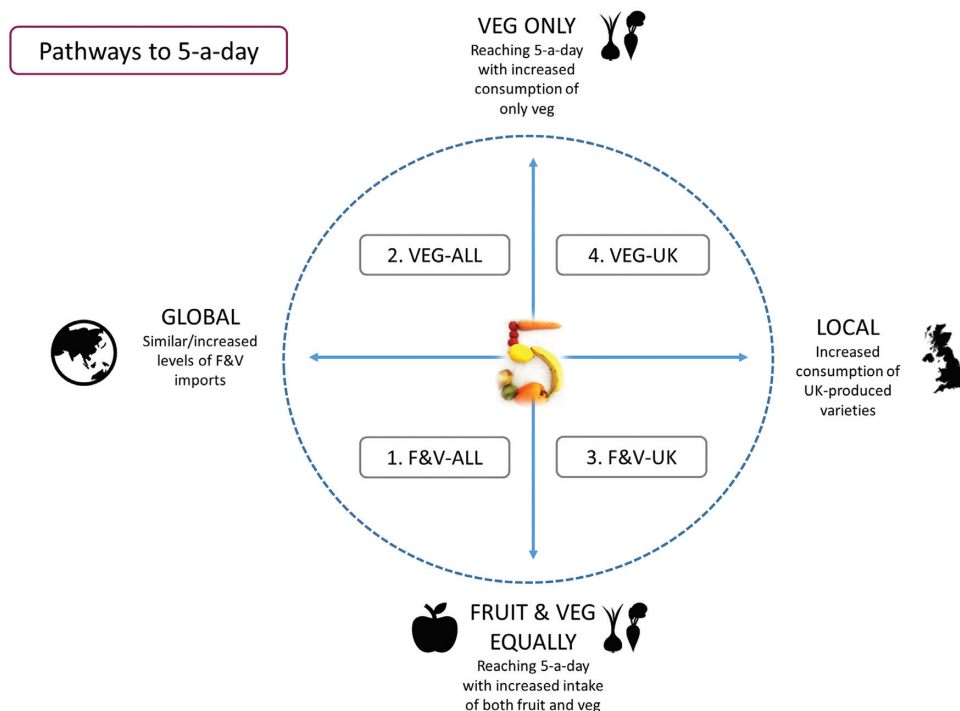 Pathways to 5-a-day
VEG ONLY
Reaching 5-a-day
with increased
consumption of
only veg
2. VEG-ALL
4. VEG-UK
GLOBAL
Similar/increased
levels of F&V
imports
5
LOCAL
Increased
consumption of
UK-produced
varieties
1. F&V-ALL
3. F&V-UK
FRUIT & VEG
EQUALLY
Reaching 5-a-day
with increased intake
of both fruit and veg